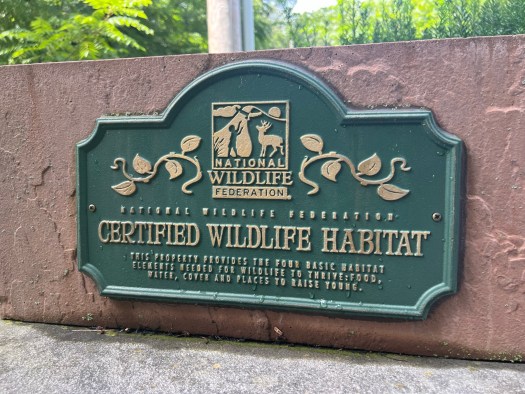 NATIONAL
WILDLIFE
FEDERATION
NATIONAL WILDLIFE FEDERATION
CERTIFIED WILDLIFE HABITAT
THIS PROPERTY PROVIDES THE FOUR BASIC HABITAT
ELEMENTS NEEDED FOR WILDLIFE TO THRIVE: FOOD,
WATER, COVER AND PLACES TO RAISE YOUNG.